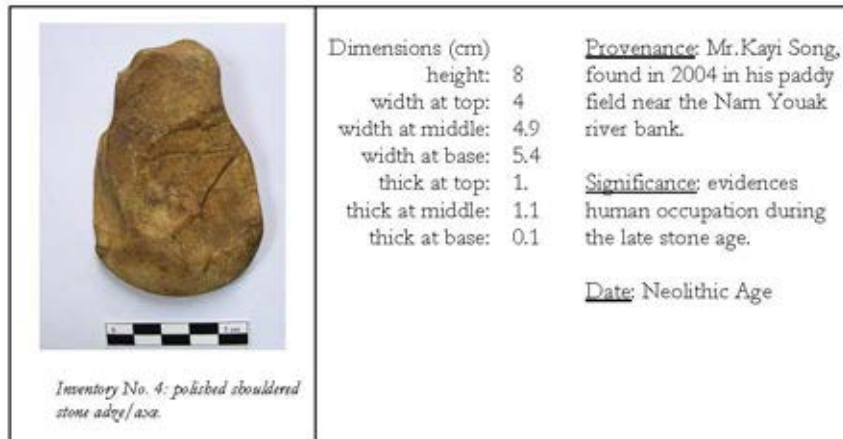 Dimensions (cm)
height: 8
width at top: 4
width at middle: 4.9
width at base: 5.4
thick at top: 1.
thick at middle: 1.1
thick at base: 0.1
Provenance: Mr.Kayi Song,
found in 2004 in his paddy
field near the Nam Youak
river bank.
Significance: evidences
human occupation during
the late stone age.
Date: Neolithic Age
Inventory No. 4: polished shouldered
stone adze/axe.